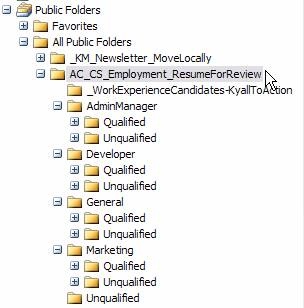 Public Folders
Favorites
All Public Folders
_KM_Newsletter_MoveLocally
AC_CS_Employment_ResumeForReview
_WorkExperienceCandidates-KyallToAction
AdminManager
Qualified
Unqualified
Developer
Qualified
Unqualified
General
Qualified
Unqualified
Marketing
Qualified
Unqualified
Unqualified